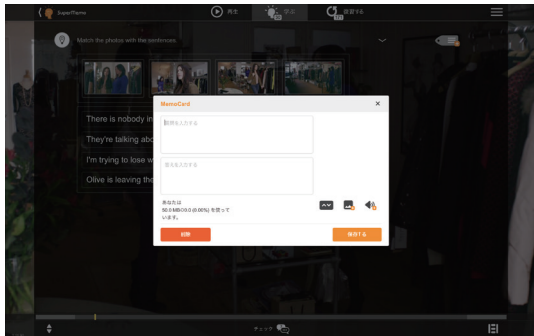 SuperMemo
再生
学ぶ
復習する
Match the photos with the sentences.
There is nobody in
They're talking abo
I'm trying to lose w
Olive is leaving the
MemoCard
×
質問を入力する
答えを入力する
あなたは
50.0 MBの0.0 (0.00%) を使って
います。
削除
保存する
チェック